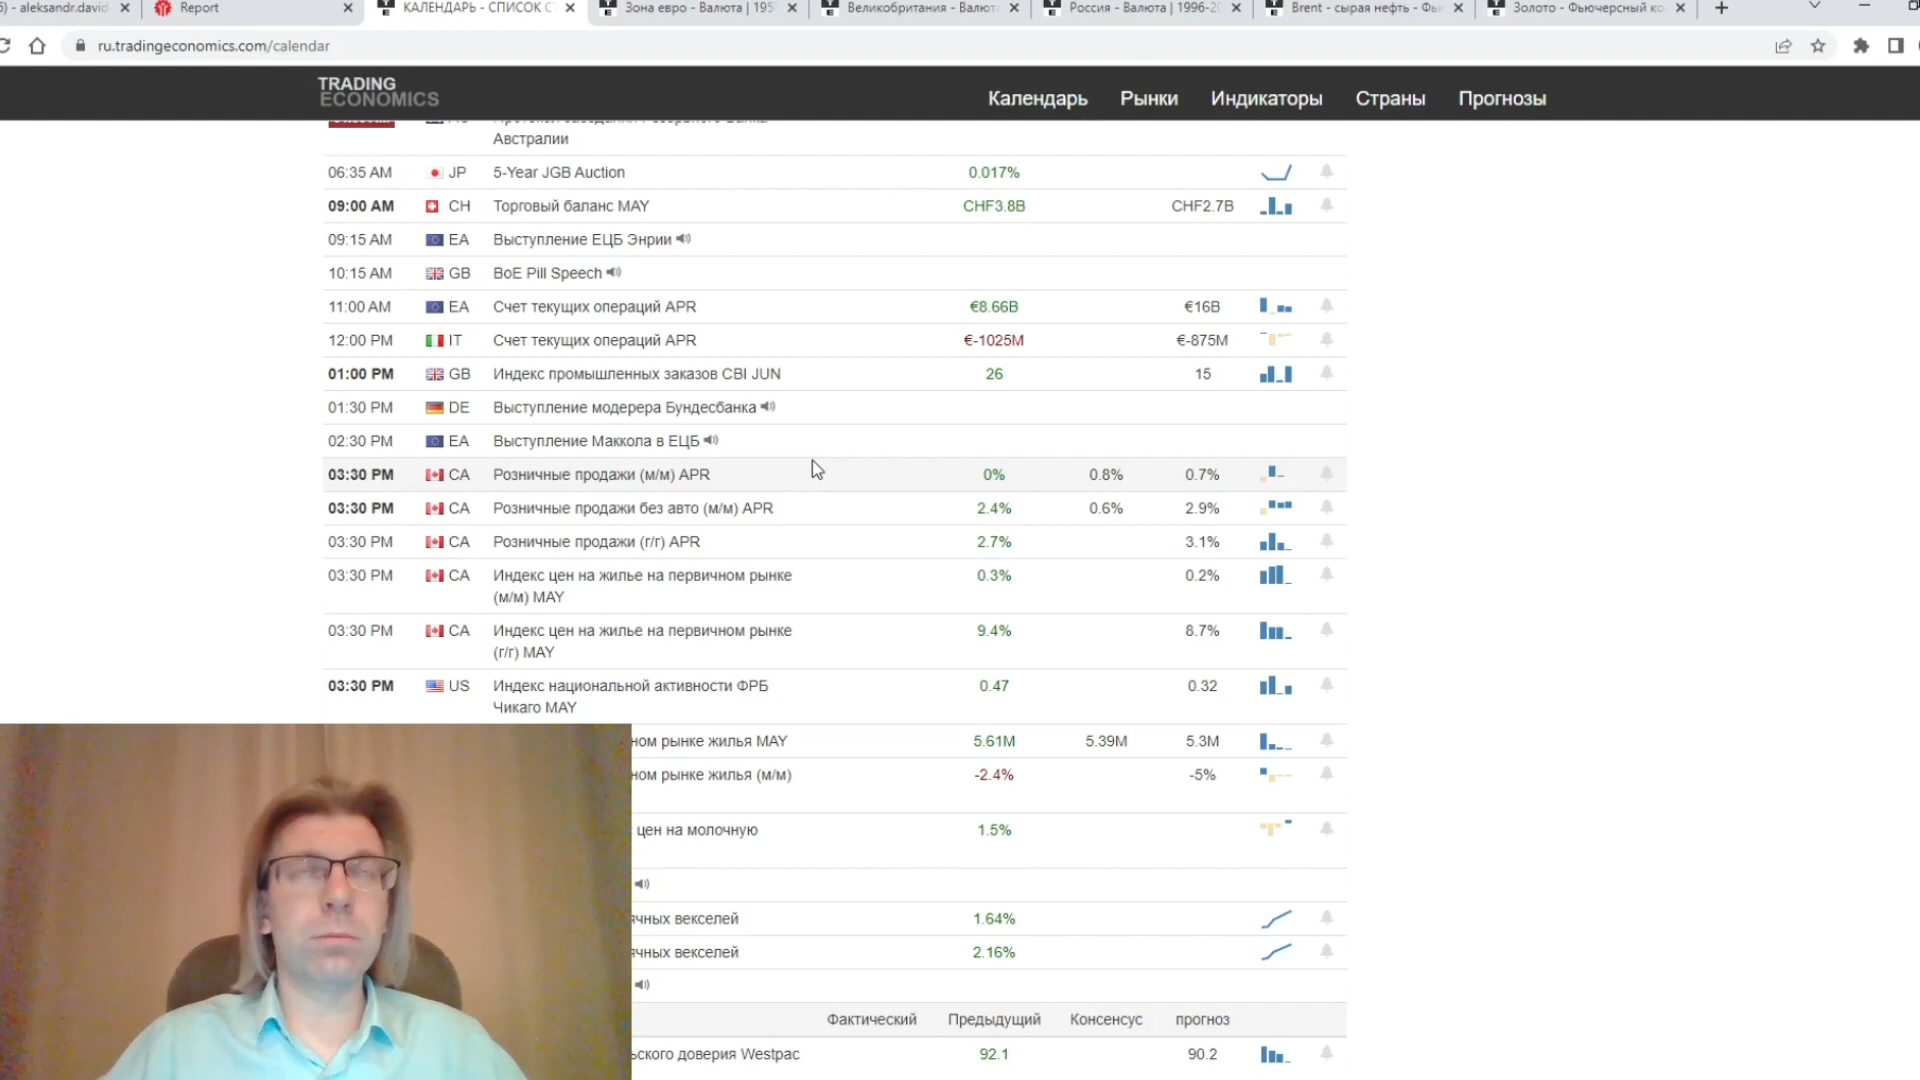 5) - aleksandr.david
Report
КАЛЕНДАРЬ - СПИСОК С
Зона евро - Валюта | 195
Великобритания - Валют
Россия - Валюта | 1996-20
Brent - сырая нефть - Фь
Золото - Фьючерсный ко
ru.tradingeconomics.com/calendar
TRADING
ECONOMICS
Календарь Рынки Индикаторы Страны Прогнозы
Австралии
06:35 AM JP 5-Year JGB Auction 0.017%
09:00 AM CH Торговый баланс MAY CHF3.8B CHF2.7B
09:15 AM EA Выступление ЕЦБ Энрии
10:15 AM GB BoE Pill Speech
11:00 AM EA Счет текущих операций APR €8.66B €16B
12:00 PM IT Счет текущих операций APR €-1025M €-875M
01:00 PM GB Индекс промышленных заказов CBI JUN 26 15
01:30 PM DE Выступление модерера Бундесбанка
02:30 PM EA Выступление Маккола в ЕЦБ
03:30 PM CA Розничные продажи (м/м) APR 0% 0.8% 0.7%
03:30 PM CA Розничные продажи без авто (м/м) APR 2.4% 0.6% 2.9%
03:30 PM CA Розничные продажи (г/г) APR 2.7% 3.1%
03:30 PM CA Индекс цен на жилье на первичном рынке 0.3% 0.2%
(м/м) MAY
03:30 PM CA Индекс цен на жилье на первичном рынке 9.4% 8.7%
(г/г) MAY
03:30 PM US Индекс национальной активности ФРБ 0.47 0.32
Чикаго MAY
ном рынке жилья MAY 5.61M 5.39M 5.3M
ном рынке жилья (м/м) -2.4% -5%
цен на молочную 1.5%
ячных векселей 1.64%
ячных векселей 2.16%
Фактический Предыдущий Консенсус прогноз
ьского доверия Westpac 92.1 90.2